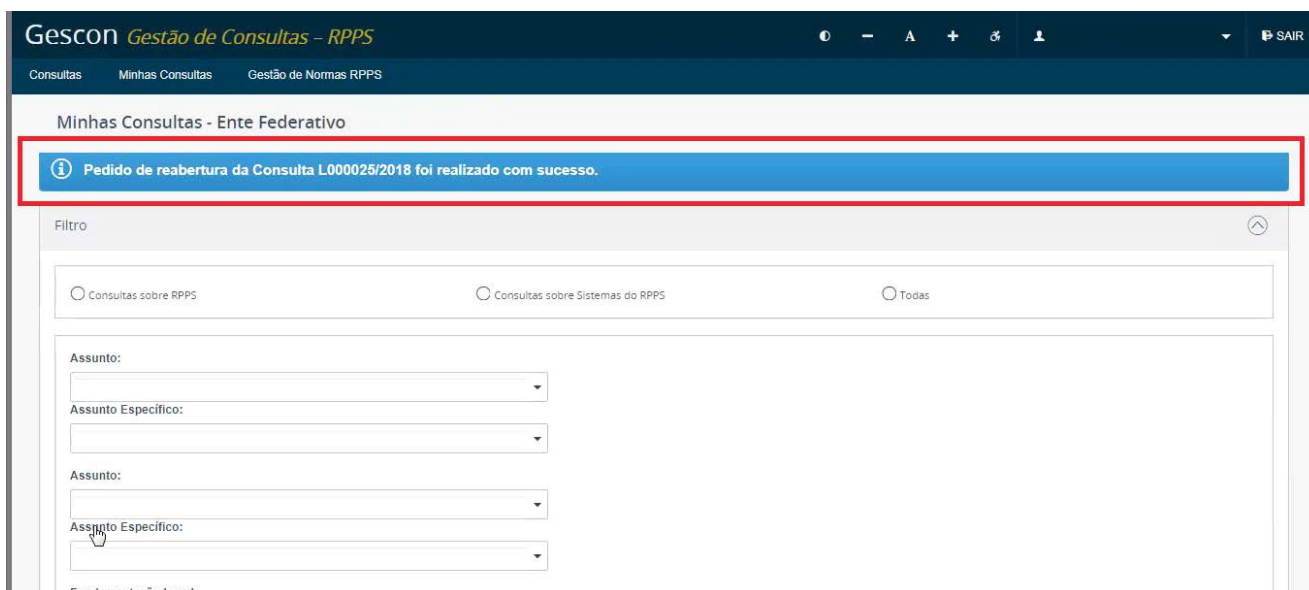 Gescon Gestão de Consultas – RPPS A SAIR
Consultas Minhas Consultas Gestão de Normas RPPS
Minhas Consultas - Ente Federativo
Pedido de reabertura da Consulta L000025/2018 foi realizado com sucesso.
Filtro
Consultas sobre RPPS Consultas sobre Sistemas do RPPS Todas
Assunto:
Assunto Específico:
Assunto:
Assunto Específico: